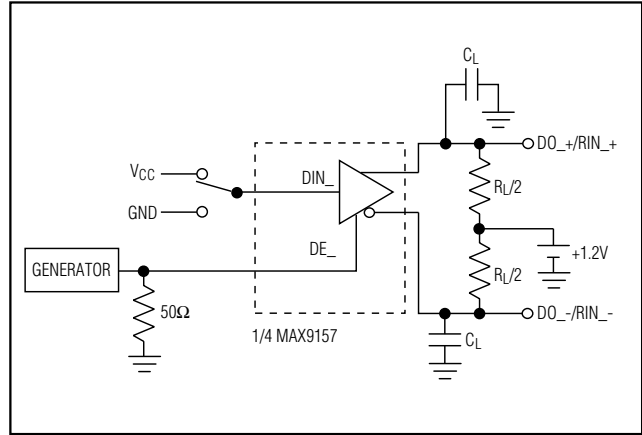 C_L
DO_+/RIN_+
V_CC
DIN_
R_L/2
GND
+1.2V
DE_
GENERATOR
R_L/2
50Ω
DO_-/RIN_-
1/4 MAX9157
C_L